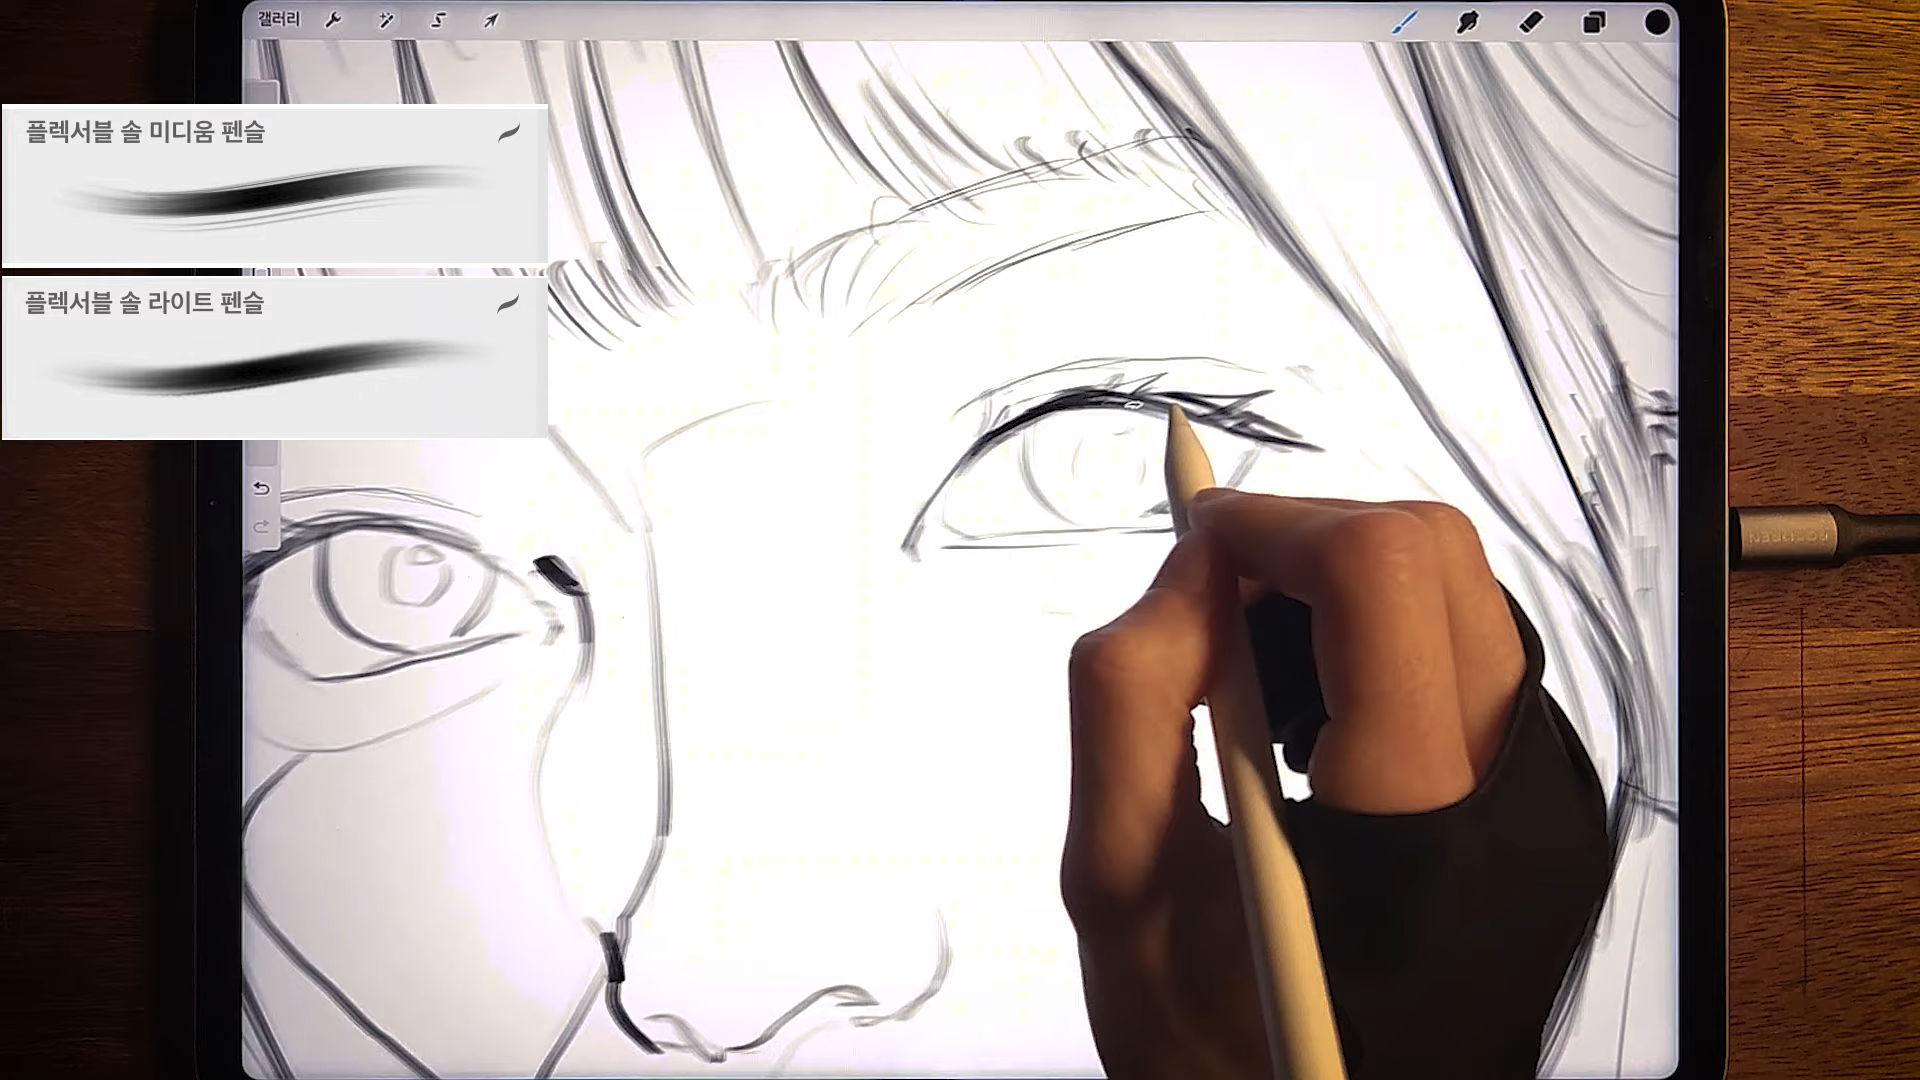 갤러리
플렉서블 솔 미디움 펜슬
플렉서블 솔 라이트 펜슬